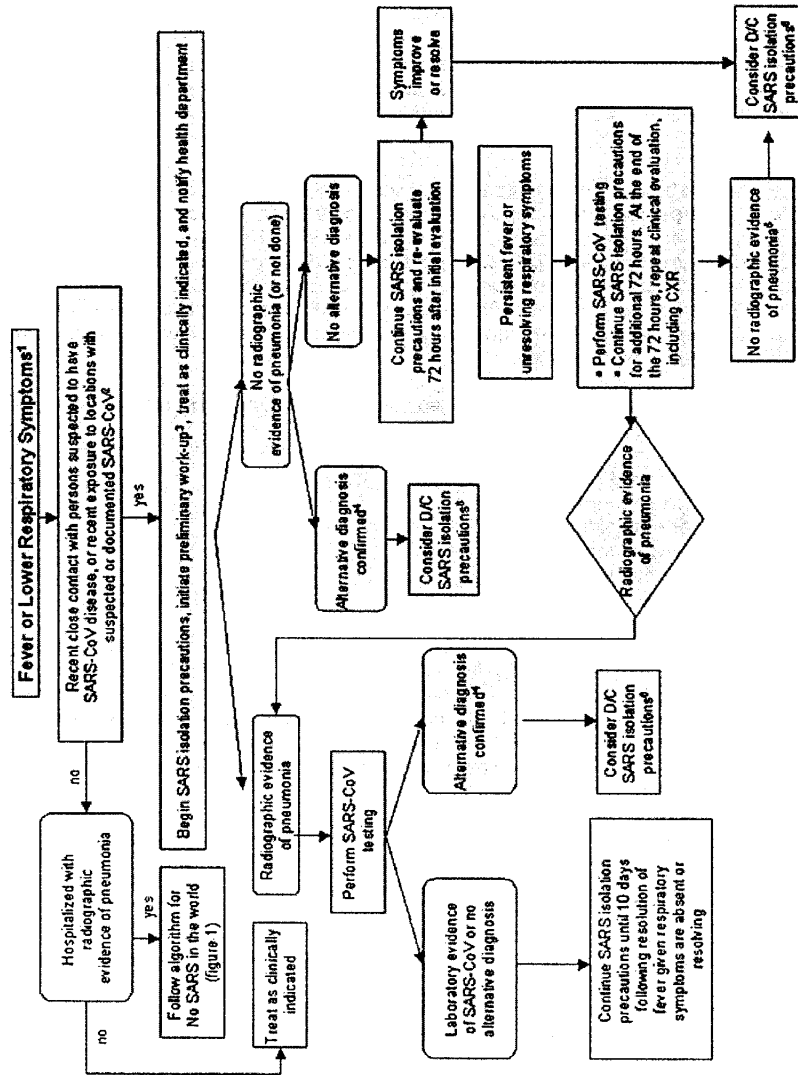 Fever or Lower Respiratory Symptoms¹
Recent close contact with persons suspected to have
SARS-CoV disease, or recent exposure to locations with
suspected or documented SARS-CoV²
no
yes
Hospitalized with
radiographic
evidence of pneumonia
no
yes
Follow algorithm for
No SARS in the world
(figure 1)
Treat as clinically
indicated
Begin SARS isolation precautions, initiate preliminary work-up³, treat as clinically indicated, and notify health department
Radiographic evidence
of pneumonia
Perform SARS-CoV
testing
Laboratory evidence
of SARS-CoV or no
alternative diagnosis
Continue SARS isolation
precautions until 10 days
following resolution of
fever given respiratory
symptoms are absent or
resolving
Alternative diagnosis
confirmed⁴
Consider D/C
SARS isolation
precautions⁶
No radiographic
evidence of pneumonia (or not done)
Alternative diagnosis
confirmed⁴
Consider D/C
SARS isolation
precautions⁶
No alternative diagnosis
Continue SARS isolation
precautions and re-evaluate
72 hours after initial evaluation
Symptoms
improve
or resolve
Persistent fever or
unresolving respiratory symptoms
• Perform SARS-CoV testing
• Continue SARS isolation precautions
for additional 72 hours. At the end of
the 72 hours, repeat clinical evaluation,
including CXR
Radiographic evidence
of pneumonia
No radiographic evidence
of pneumonia⁵
Consider D/C
SARS isolation
precautions⁶